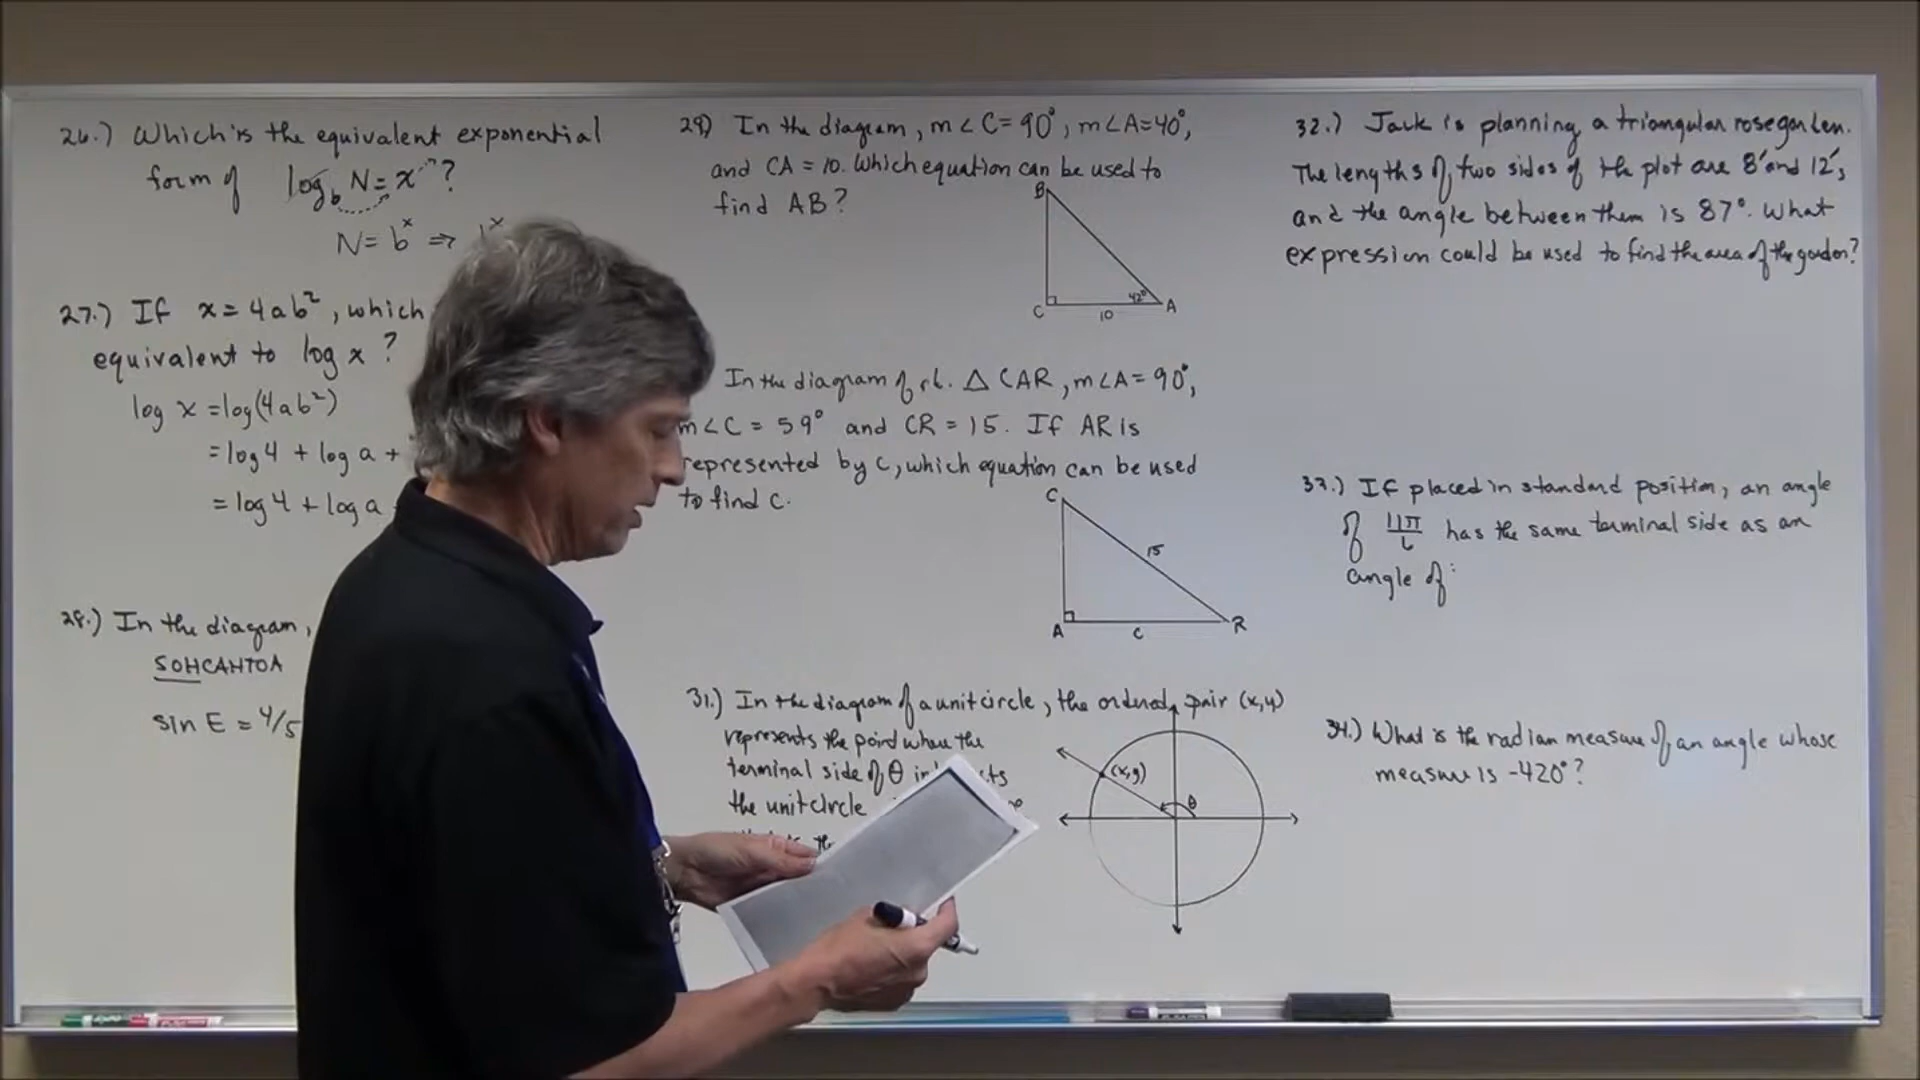 26.) Which is the equivalent exponential
form of log_b N = x ?
N = b^x ⇒
27.) If x = 4ab², which
equivalent to log x ?
log x = log(4ab²)
= log 4 + log a +
= log 4 + log a
28.) In the diagram,
SOHCAHTOA
sin E = 4/5
29) In the diagram, m∠C = 90°, m∠A = 40°,
and CA = 10. Which equation can be used to
find AB?
B
42°
C
A
10
In the diagram of rt. △ CAR, m∠A = 90°,
m∠C = 59° and CR = 15. If AR is
represented by c, which equation can be used
to find c.
C
15
A
c
R
31.) In the diagram of a unit circle, the ordered pair (x,y)
represents the point where the
terminal side of θ
the unit circle
(x,y)
θ
32.) Jack is planning a triangular rose garden.
The lengths of two sides of the plot are 8' and 12',
and the angle between them is 87°. What
expression could be used to find the area of the garden?
33.) If placed in standard position, an angle
of 11π/6 has the same terminal side as an
angle of:
34.) What is the radian measure of an angle whose
measure is -420°?